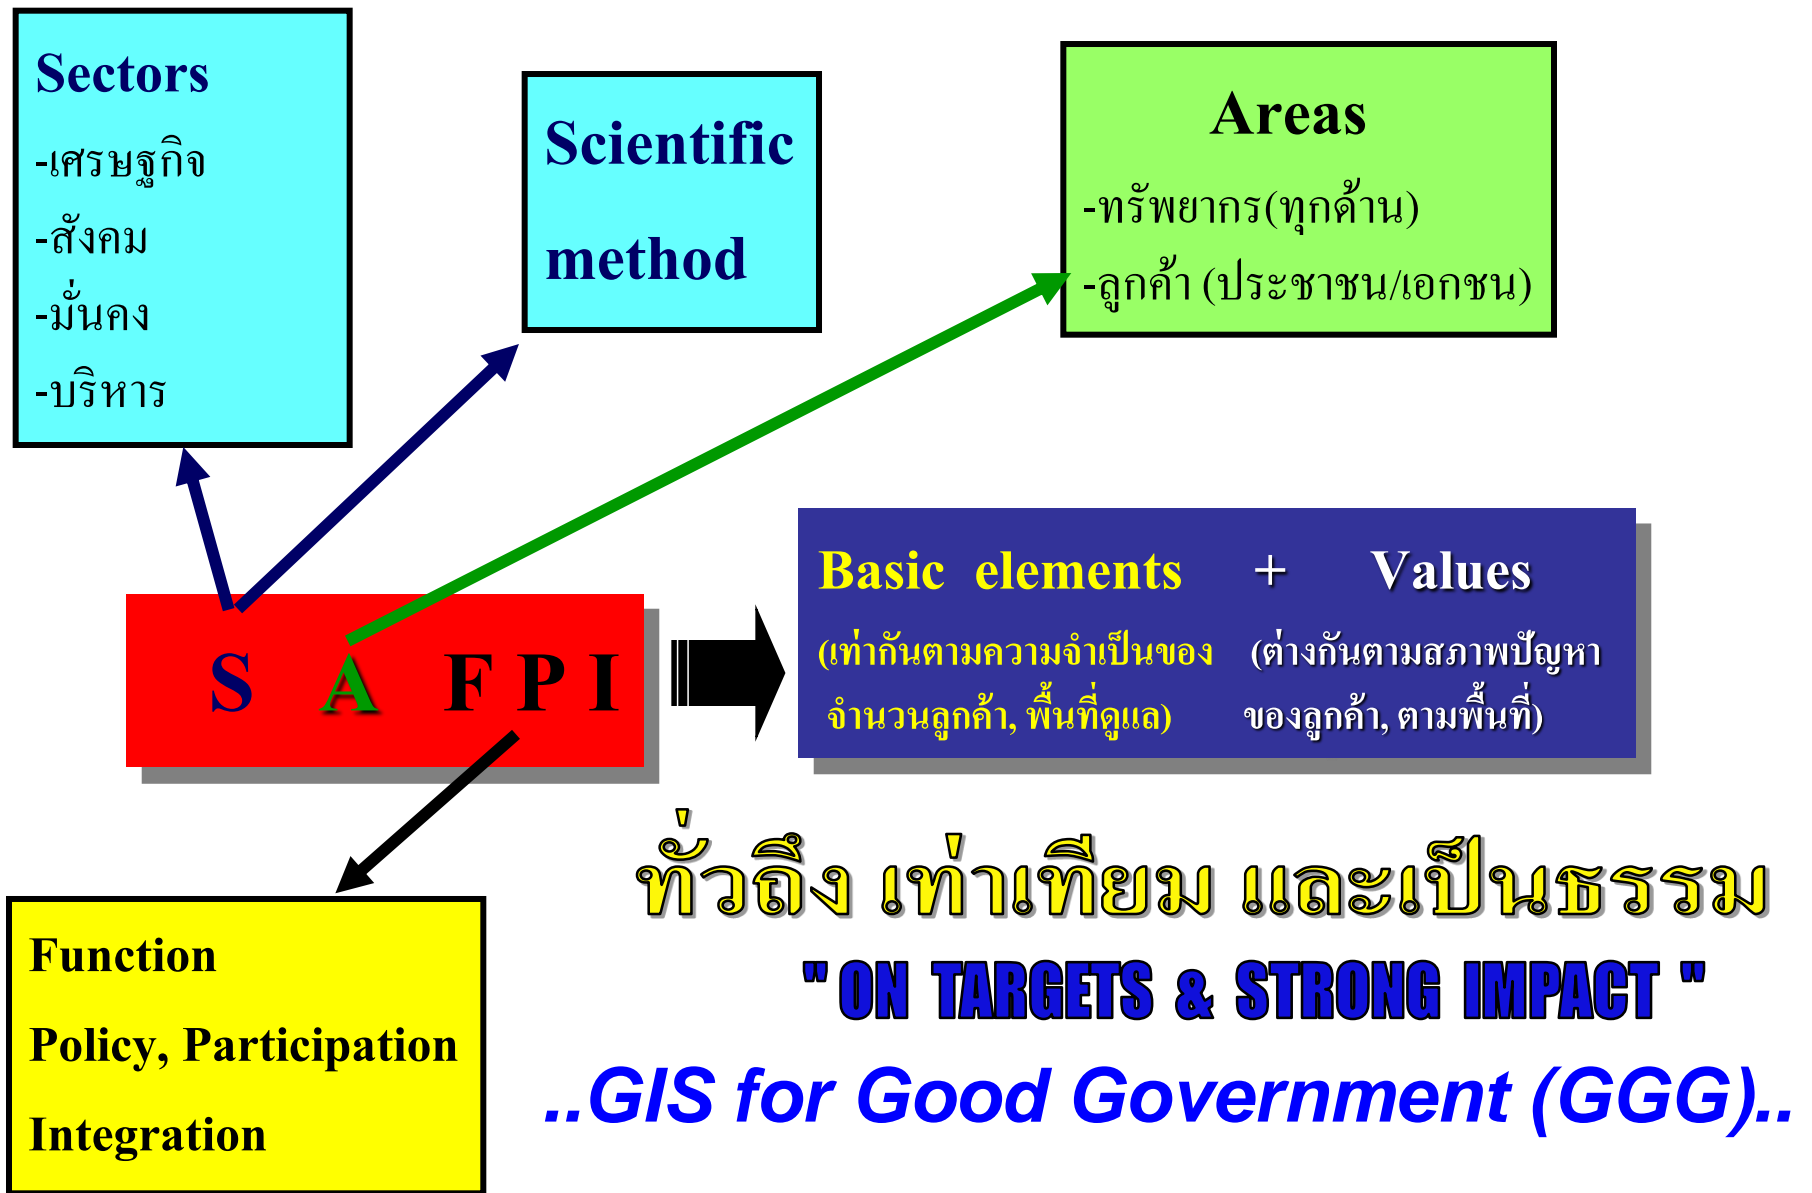 Sectors
-เศรษฐกิจ
-สังคม
-มั่นคง
-บริหาร
Scientific
method
Areas
-ทรัพยากร(ทุกด้าน)
-ลูกค้า (ประชาชน/เอกชน)
S A F P I
Basic elements + Values
(เท่ากันตามความจำเป็นของ (ต่างกันตามสภาพปัญหา
จำนวนลูกค้า, พื้นที่ดูแล) ของลูกค้า, ตามพื้นที่)
ทั่วถึง เท่าเทียม และเป็นธรรม
" ON TARGETS & STRONG IMPACT "
..GIS for Good Government (GGG)..
Function
Policy, Participation
Integration